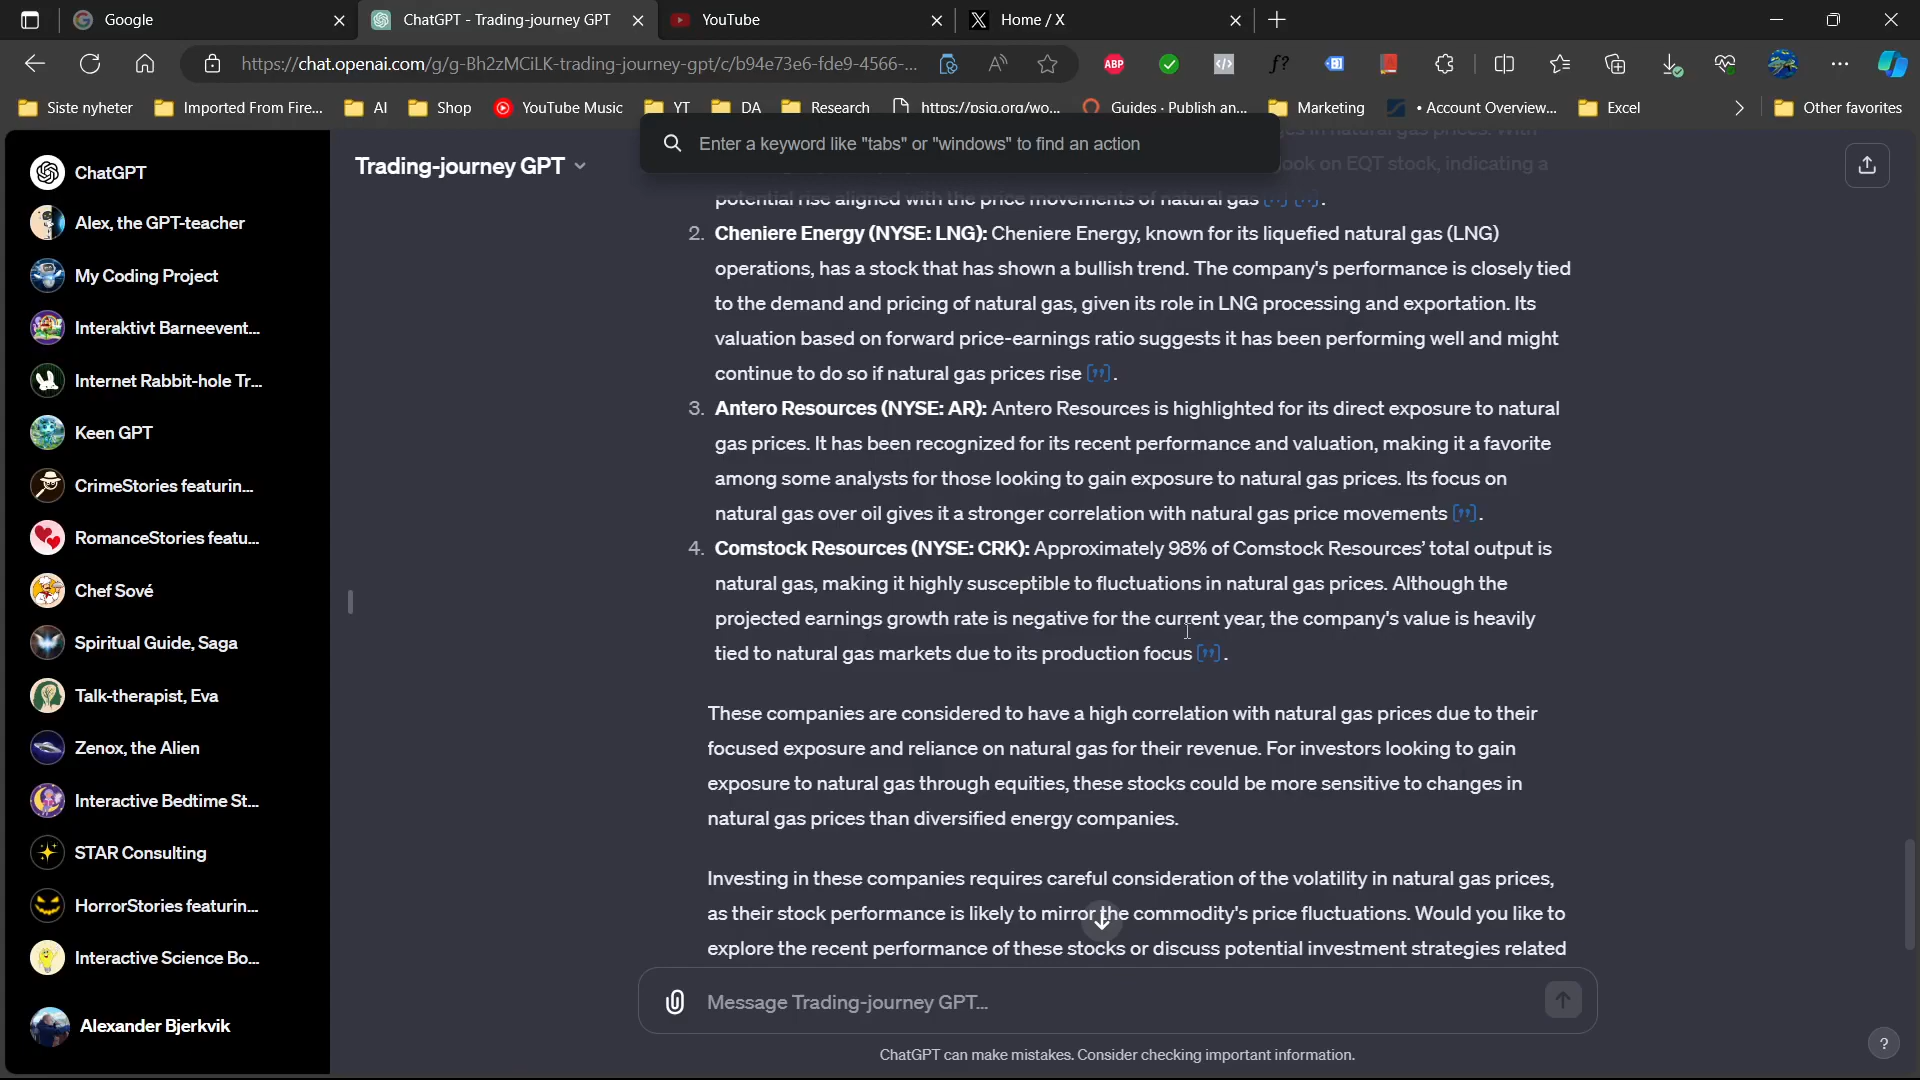 Google
ChatGPT - Trading-journey GPT
YouTube
Home / X
https://chat.openai.com/g/g-Bh2zMCiLK-trading-journey-gpt/c/b94e73e6-fde9-4566-...
ABP
f?
Siste nyheter
Imported From Fire...
AI
Shop
YouTube Music
YT
DA
Research
https://psiq.org/wo...
Guides · Publish an...
Marketing
• Account Overview...
Excel
Other favorites
Enter a keyword like "tabs" or "windows" to find an action
ChatGPT
Alex, the GPT-teacher
My Coding Project
Interaktivt Barneevent...
Internet Rabbit-hole Tr...
Keen GPT
CrimeStories featurin...
RomanceStories featu...
Chef Sové
Spiritual Guide, Saga
Talk-therapist, Eva
Zenox, the Alien
Interactive Bedtime St...
STAR Consulting
HorrorStories featurin...
Interactive Science Bo...
Alexander Bjerkvik
Trading-journey GPT
ges in natural gas prices. With
ook on EQT stock, indicating a
potential rise aligned with the price movements of natural gas ["] ["].
2. Cheniere Energy (NYSE: LNG): Cheniere Energy, known for its liquefied natural gas (LNG)
operations, has a stock that has shown a bullish trend. The company's performance is closely tied
to the demand and pricing of natural gas, given its role in LNG processing and exportation. Its
valuation based on forward price-earnings ratio suggests it has been performing well and might
continue to do so if natural gas prices rise ["].
3. Antero Resources (NYSE: AR): Antero Resources is highlighted for its direct exposure to natural
gas prices. It has been recognized for its recent performance and valuation, making it a favorite
among some analysts for those looking to gain exposure to natural gas prices. Its focus on
natural gas over oil gives it a stronger correlation with natural gas price movements ["].
4. Comstock Resources (NYSE: CRK): Approximately 98% of Comstock Resources’ total output is
natural gas, making it highly susceptible to fluctuations in natural gas prices. Although the
projected earnings growth rate is negative for the current year, the company's value is heavily
tied to natural gas markets due to its production focus ["].
These companies are considered to have a high correlation with natural gas prices due to their
focused exposure and reliance on natural gas for their revenue. For investors looking to gain
exposure to natural gas through equities, these stocks could be more sensitive to changes in
natural gas prices than diversified energy companies.
Investing in these companies requires careful consideration of the volatility in natural gas prices,
as their stock performance is likely to mirror the commodity's price fluctuations. Would you like to
explore the recent performance of these stocks or discuss potential investment strategies related
Message Trading-journey GPT...
ChatGPT can make mistakes. Consider checking important information.
?